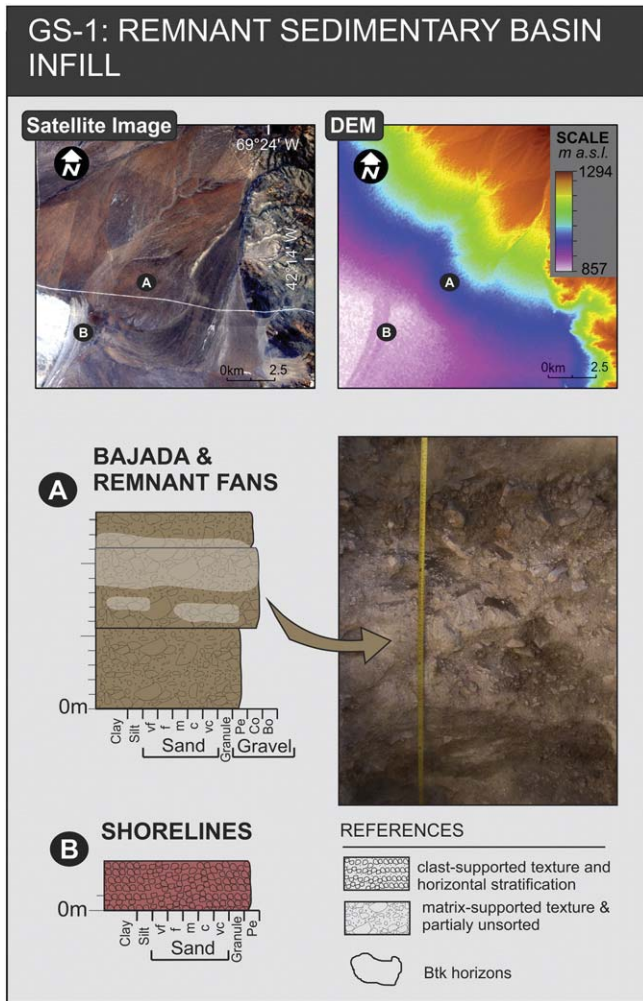 GS-1: REMNANT SEDIMENTARY BASIN
INFILL
Satellite Image
69°24' W
N
42°14' W
A
B
0km 2.5
DEM
N
SCALE
m a.s.l.
1294
857
A
B
0km 2.5
A
BAJADA &
REMNANT FANS
0m
Clay
Silt
vf
f
m
c
vc
Granule
Pe
Co
Bo
Sand
Gravel
B
SHORELINES
0m
Clay
Silt
vf
f
m
c
vc
Granule
Pe
Sand
REFERENCES
clast-supported texture and
horizontal stratification
matrix-supported texture &
partialy unsorted
Btk horizons